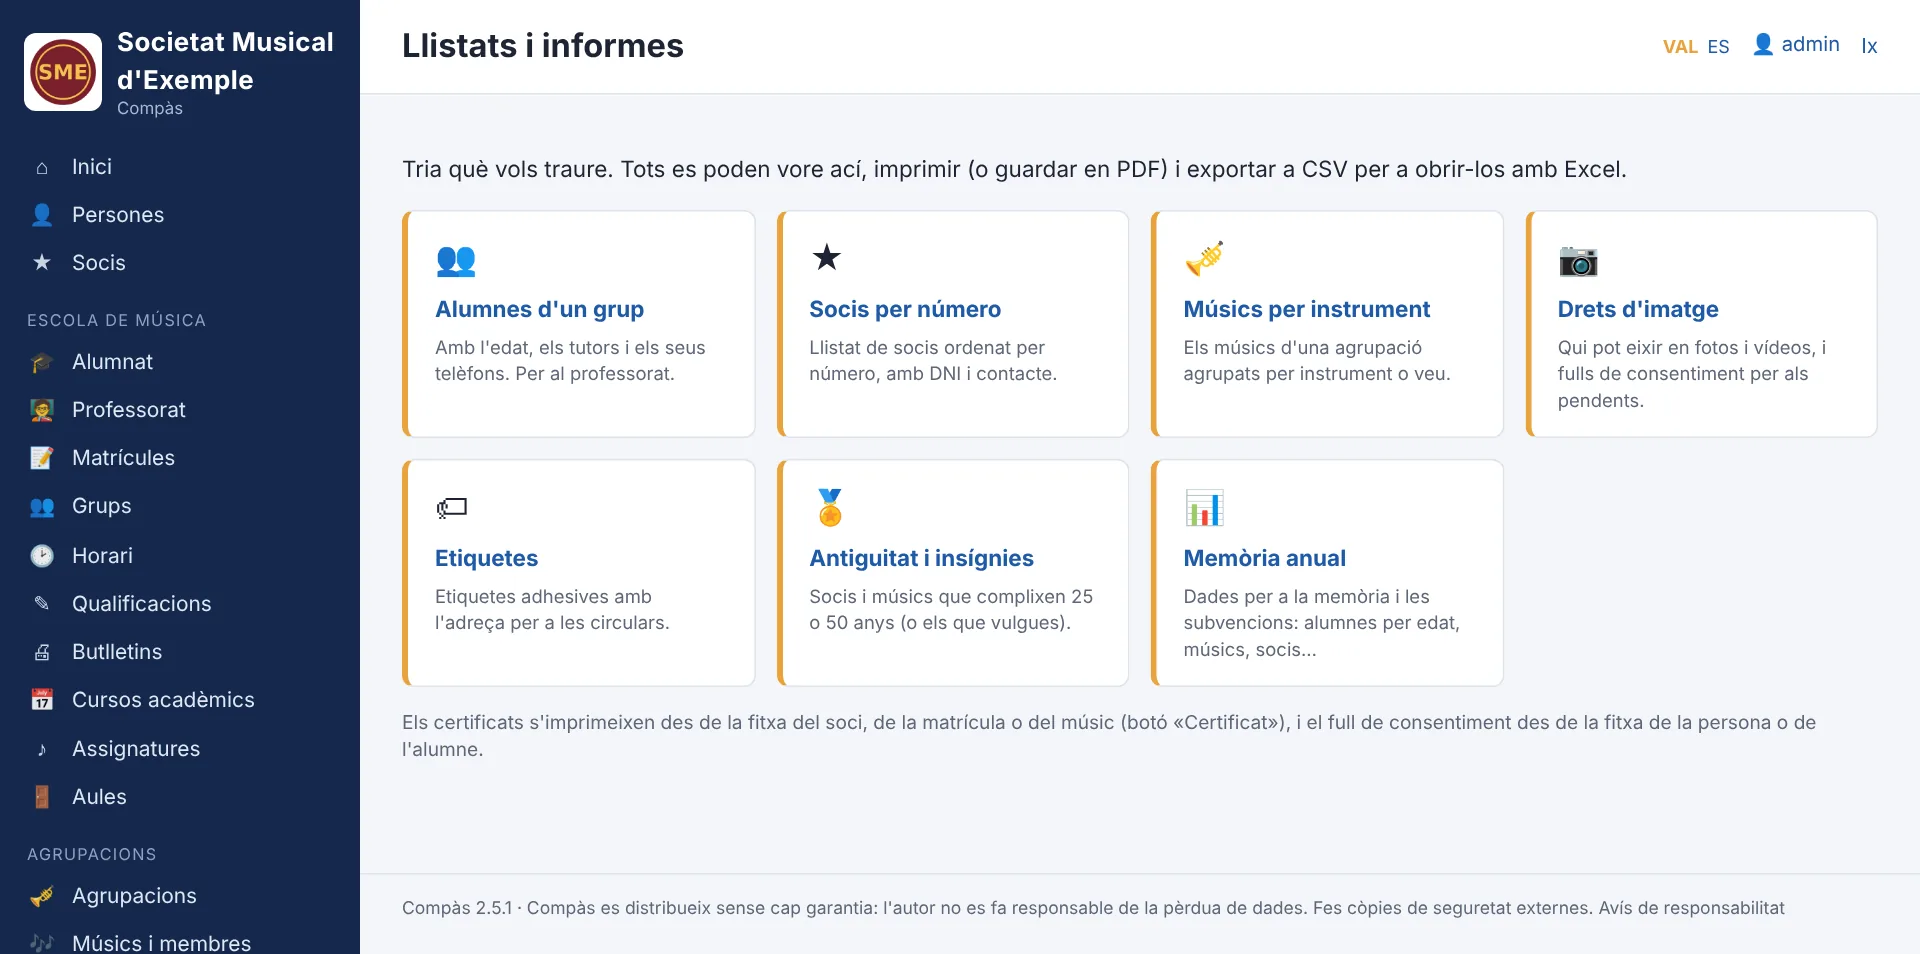 SME
Societat Musical
d'Exemple
Compàs
Inici
Persones
Socis
ESCOLA DE MÚSICA
Alumnat
Professorat
Matrícules
Grups
Horari
Qualificacions
Butlletins
Cursos acadèmics
Assignatures
Aules
AGRUPACIONS
Agrupacions
Músics i membres
Llistats i informes
VAL ES admin Ix
Tria què vols traure. Tots es poden vore ací, imprimir (o guardar en PDF) i exportar a CSV per a obrir-los amb Excel.
Alumnes d'un grup
Amb l'edat, els tutors i els seus
telèfons. Per al professorat.
Socis per número
Llistat de socis ordenat per
número, amb DNI i contacte.
Músics per instrument
Els músics d'una agrupació
agrupats per instrument o veu.
Drets d'imatge
Qui pot eixir en fotos i vídeos, i
fulls de consentiment per als
pendents.
Etiquetes
Etiquetes adhesives amb
l'adreça per a les circulars.
Antiguitat i insígnies
Socis i músics que complixen 25
o 50 anys (o els que vulgues).
Memòria anual
Dades per a la memòria i les
subvencions: alumnes per edat,
músics, socis...
Els certificats s'imprimeixen des de la fitxa del soci, de la matrícula o del músic (botó «Certificat»), i el full de consentiment des de la fitxa de la persona o de
l'alumne.
Compàs 2.5.1 · Compàs es distribueix sense cap garantia: l'autor no es fa responsable de la pèrdua de dades. Fes còpies de seguretat externes. Avís de responsabilitat